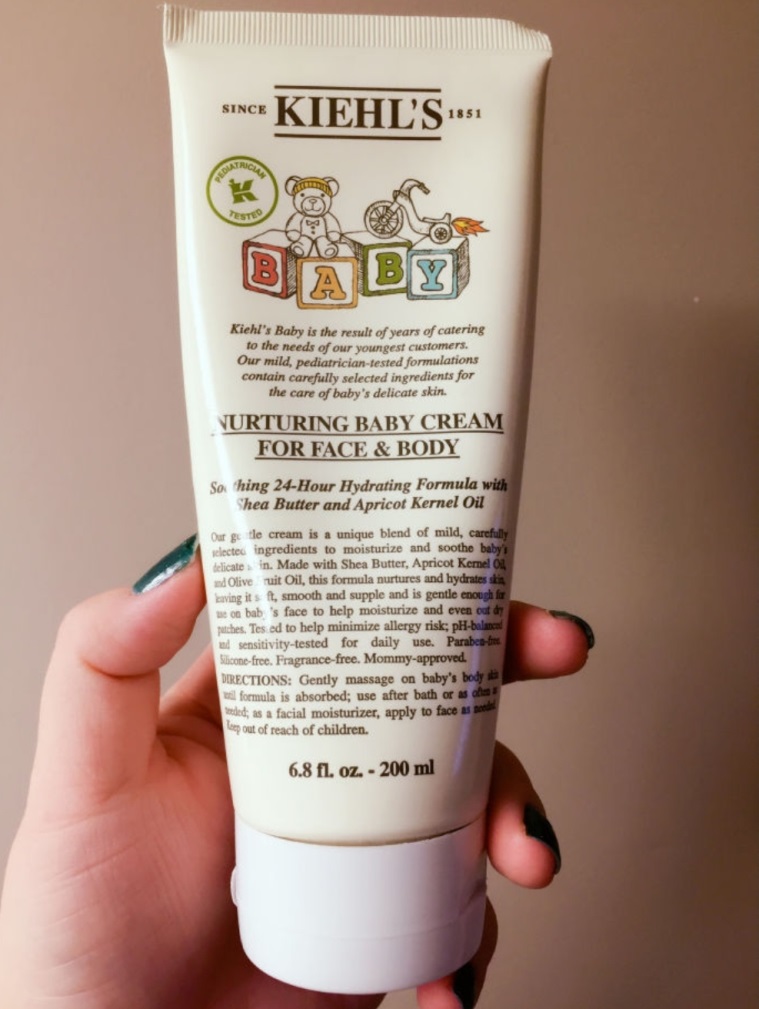 SINCE KIEHL'S 1851
PEDIATRICIAN
K
TESTED
BABY
Kiehl's Baby is the result of years of catering
to the needs of our youngest customers.
Our mild, pediatrician-tested formulations
contain carefully selected ingredients for
the care of baby's delicate skin.
NURTURING BABY CREAM
FOR FACE & BODY
Soothing 24-Hour Hydrating Formula with
Shea Butter and Apricot Kernel Oil
Our gentle cream is a unique blend of mild, carefully
selected ingredients to moisturize and soothe baby's
delicate skin. Made with Shea Butter, Apricot Kernel Oil,
and Olive Fruit Oil, this formula nurtures and hydrates skin,
leaving it soft, smooth and supple and is gentle enough for
use on baby's face to help moisturize and even out dry
patches. Tested to help minimize allergy risk; pH-balanced
and sensitivity-tested for daily use. Paraben-free.
Silicone-free. Fragrance-free. Mommy-approved.
DIRECTIONS: Gently massage on baby's body skin
until formula is absorbed; use after bath or as often as
needed; as a facial moisturizer, apply to face as needed.
Keep out of reach of children.
6.8 fl. oz. - 200 ml